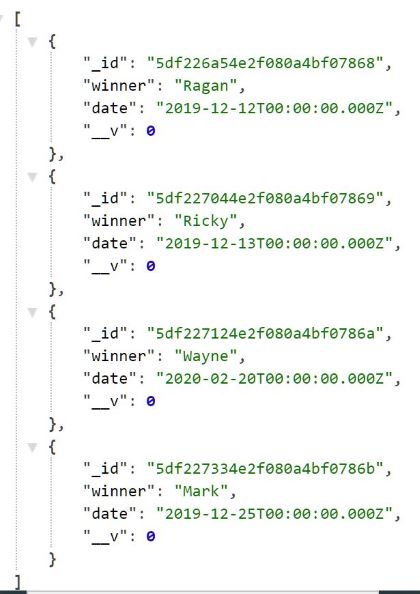 [
{
"_id": "5df226a54e2f080a4bf07868",
"winner": "Ragan",
"date": "2019-12-12T00:00:00.000Z",
"__v": 0
},
{
"_id": "5df227044e2f080a4bf07869",
"winner": "Ricky",
"date": "2019-12-13T00:00:00.000Z",
"__v": 0
},
{
"_id": "5df227124e2f080a4bf0786a",
"winner": "Wayne",
"date": "2020-02-20T00:00:00.000Z",
"__v": 0
},
{
"_id": "5df227334e2f080a4bf0786b",
"winner": "Mark",
"date": "2019-12-25T00:00:00.000Z",
"__v": 0
}
]